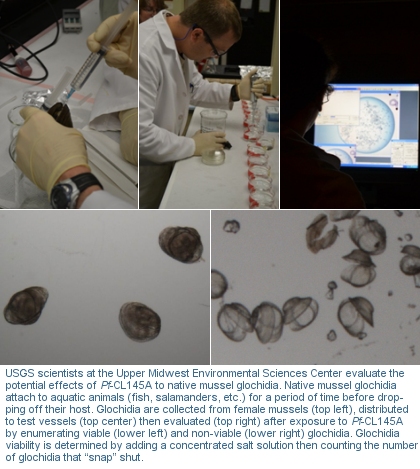 USGS scientists at the Upper Midwest Environmental Sciences Center evaluate the
potential effects of Pf-CL145A to native mussel glochidia. Native mussel glochidia
attach to aquatic animals (fish, salamanders, etc.) for a period of time before drop-
ping off their host. Glochidia are collected from female mussels (top left), distributed
to test vessels (top center) then evaluated (top right) after exposure to Pf-CL145A
by enumerating viable (lower left) and non-viable (lower right) glochidia. Glochidia
viability is determined by adding a concentrated salt solution then counting the number
of glochidia that “snap” shut.